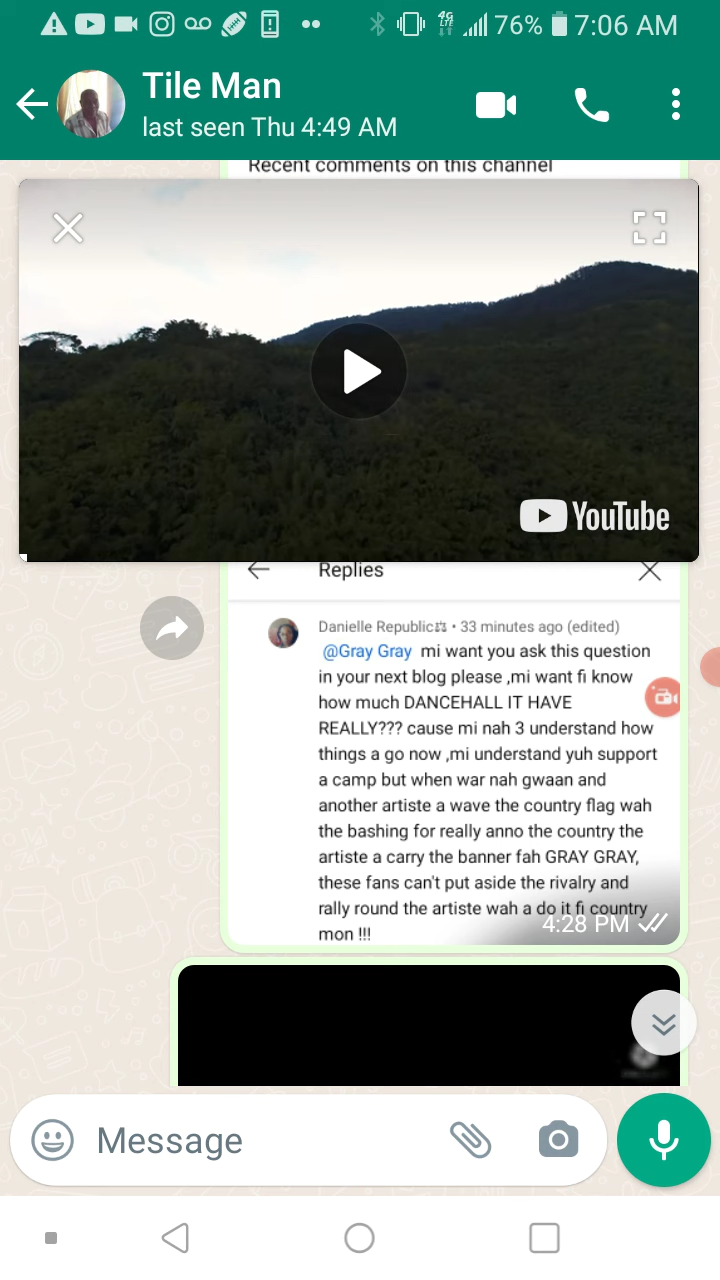 4G
LTE
76%
7:06 AM
Tile Man
last seen Thu 4:49 AM
Recent comments on this channel
YouTube
Replies
Danielle Republic⚖ • 33 minutes ago (edited)
@Gray Gray mi want you ask this question
in your next blog please ,mi want fi know
how much DANCEHALL IT HAVE
REALLY??? cause mi nah 3 understand how
things a go now ,mi understand yuh support
a camp but when war nah gwaan and
another artiste a wave the country flag wah
the bashing for really anno the country the
artiste a carry the banner fah GRAY GRAY,
these fans can't put aside the rivalry and
rally round the artiste wah a do it fi country
mon !!!
4:28 PM
Message